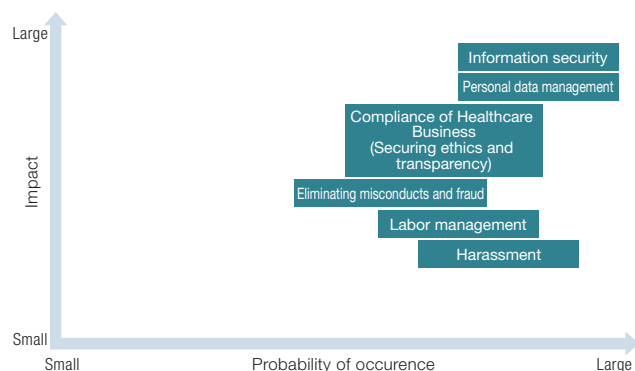 Large
Information security
Personal data management
Compliance of Healthcare
Business
(Securing ethics and
transparency)
Eliminating misconducts and fraud
Labor management
Harassment
Impact
Small
Small
Probability of occurence
Large